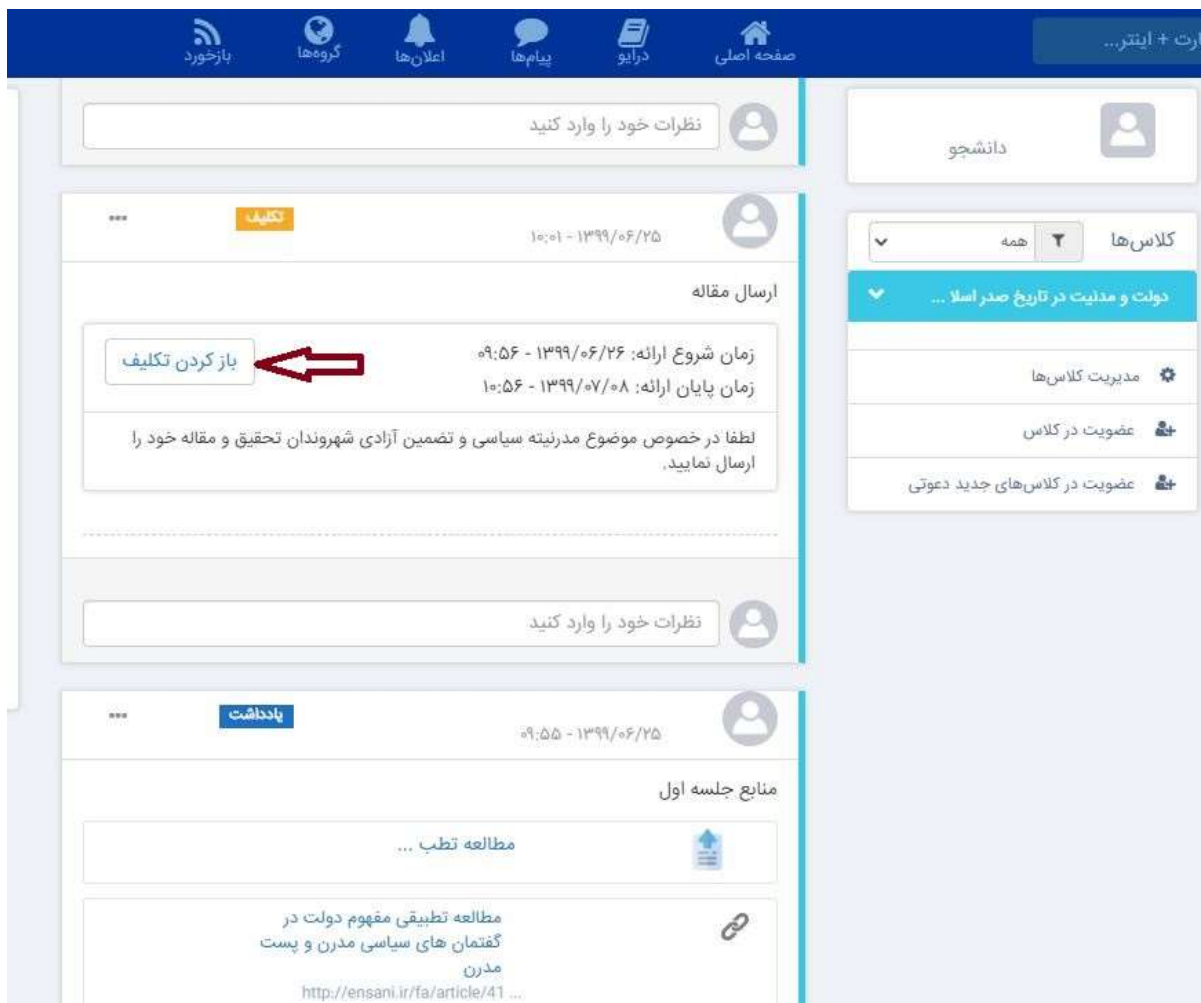 صفحه اصلی
درایو
پیام‌ها
اعلان‌ها
گروه‌ها
بازخورد
+ اینتر...
دانشجو
کلاس‌ها
همه
دولت و مدنیت در تاریخ صدر اسلا ...
مدیریت کلاس‌ها
عضویت در کلاس
عضویت در کلاس‌های جدید دعوتی
نظرات خود را وارد کنید
تکلیف
۱۳۹۹/۰۶/۲۵ - ۱۰:۰۱
ارسال مقاله
زمان شروع ارائه: ۱۳۹۹/۰۶/۲۶ - ۰۹:۵۶
زمان پایان ارائه: ۱۳۹۹/۰۷/۰۸ - ۱۰:۵۶
باز کردن تکلیف
لطفا در خصوص موضوع مدرنیته سیاسی و تضمین آزادی شهروندان تحقیق و مقاله خود را
ارسال نمایید.
نظرات خود را وارد کنید
یادداشت
۱۳۹۹/۰۶/۲۵ - ۰۹:۵۵
منابع جلسه اول
مطالعه تطب ...
مطالعه تطبیقی مفهوم دولت در
گفتمان های سیاسی مدرن و پست
مدرن
http://ensani.ir/fa/article/41 ...